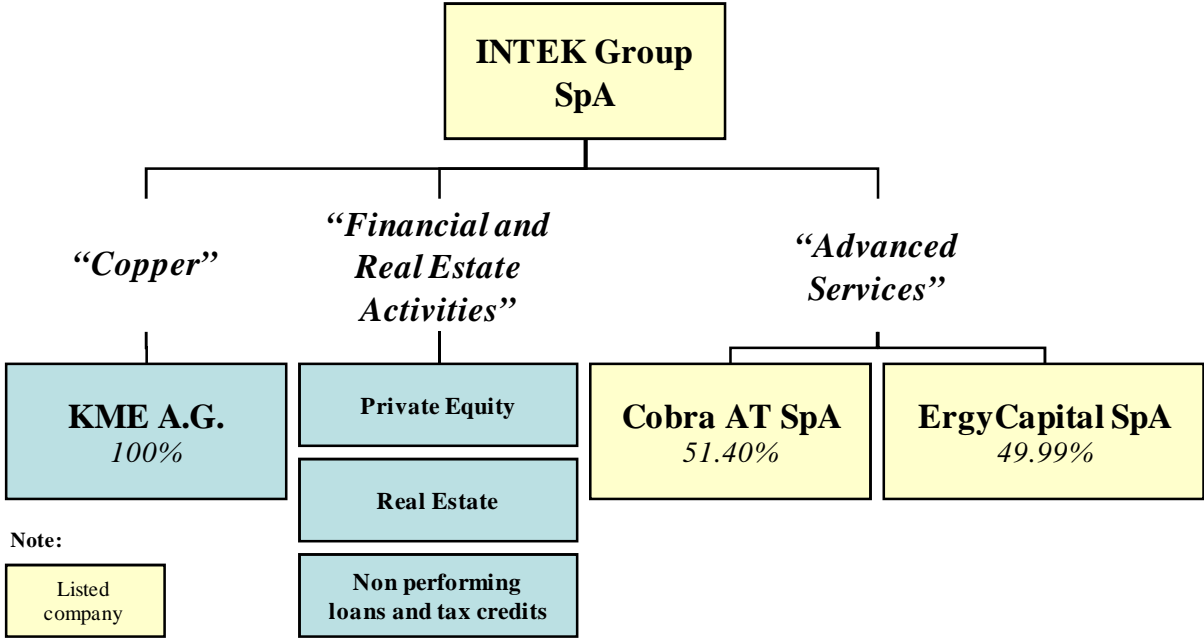 INTEK Group
SpA
“Copper”
“Financial and
Real Estate
Activities”
“Advanced
Services”
KME A.G.
100%
Private Equity
Real Estate
Non performing
loans and tax credits
Cobra AT SpA
51.40%
ErgyCapital SpA
49.99%
Note:
Listed
company